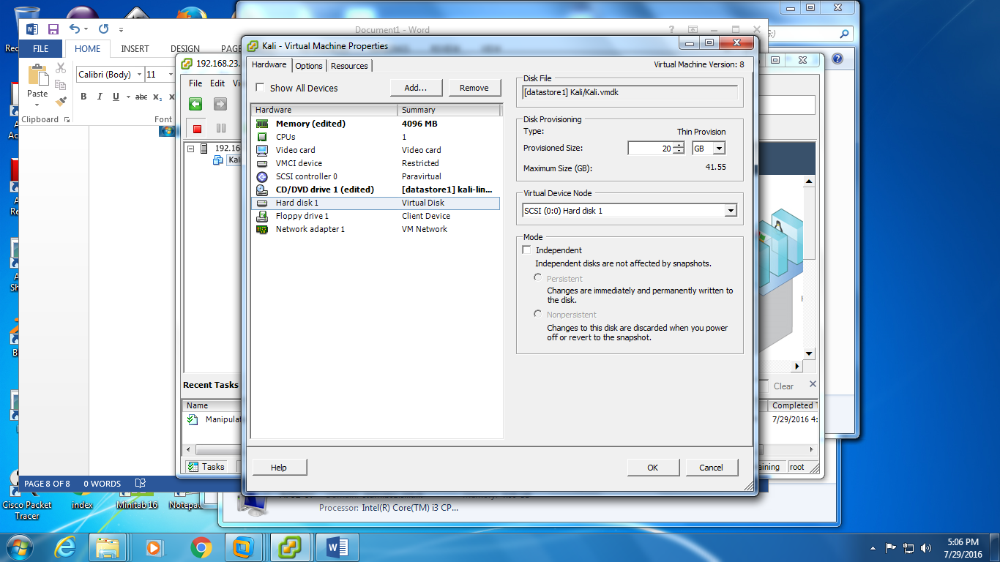 Document1 - Word
FILE
HOME
INSERT
DESIGN
Calibri (Body)
11
Paste
B I U abc X₂
Clipboard
Font
192.168.23.
File Edit
Kali - Virtual Machine Properties
Hardware Options Resources
Virtual Machine Version: 8
Show All Devices
Add...
Remove
Hardware Summary
Memory (edited) 4096 MB
CPUs 1
Video card Video card
VMCI device Restricted
SCSI controller 0 Paravirtual
CD/DVD drive 1 (edited) [datastore1] kali-lin...
Hard disk 1 Virtual Disk
Floppy drive 1 Client Device
Network adapter 1 VM Network
Disk File
[datastore1] Kali/Kali.vmdk
Disk Provisioning
Type: Thin Provision
Provisioned Size: 20 GB
Maximum Size (GB): 41.55
Virtual Device Node
SCSI (0:0) Hard disk 1
Mode
Independent
Independent disks are not affected by snapshots.
Persistent
Changes are immediately and permanently written to
the disk.
Nonpersistent
Changes to this disk are discarded when you power
off or revert to the snapshot.
Help
OK
Cancel
Recent Tasks
Clear
Name
Completed
7/29/2016 4:
Tasks
root
PAGE 8 OF 8 0 WORDS
Processor: Intel(R) Core(TM) i3 CP...
Cisco Packet
Tracer
index
Minitab 16
5:06 PM
7/29/2016